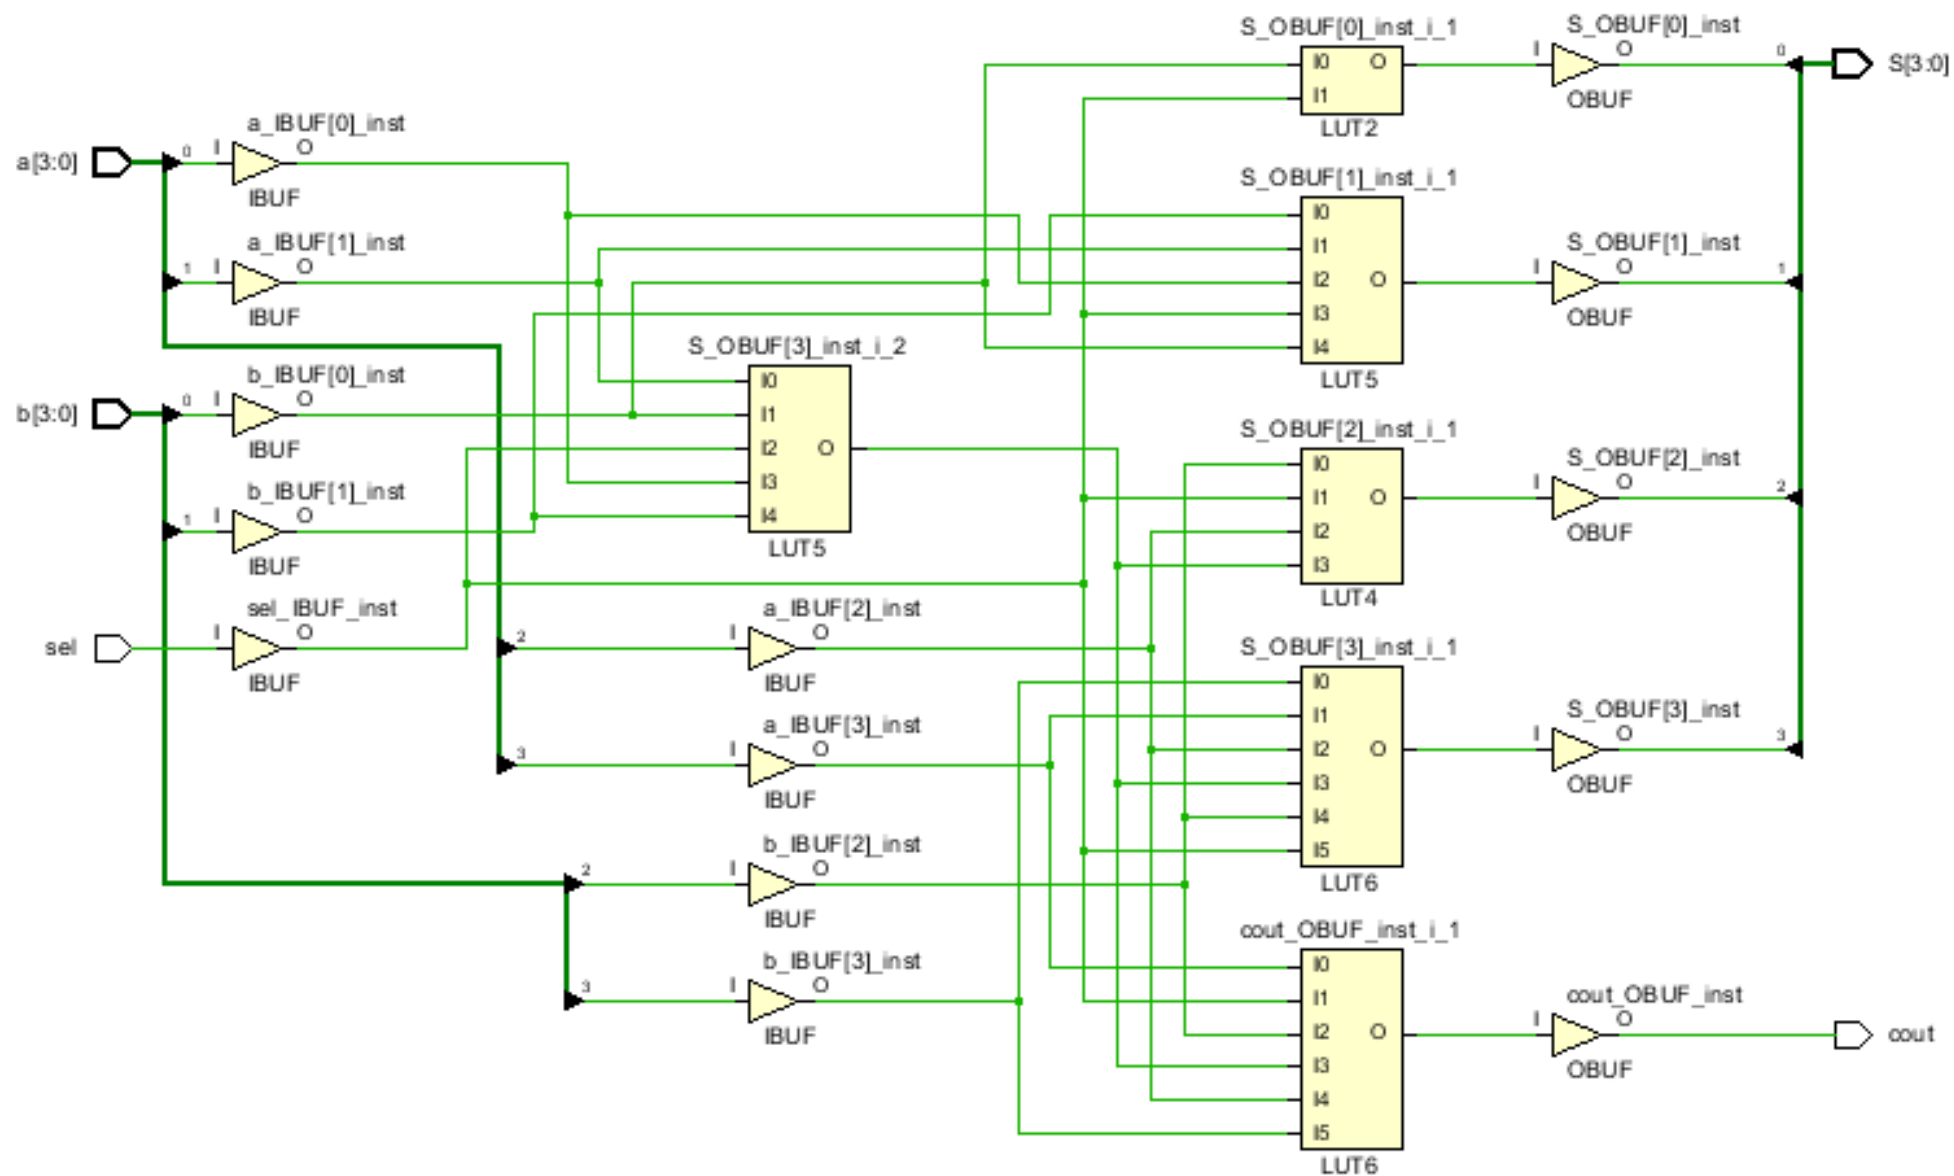 a[3:0]
0
I
a_IBUF[0]_inst
O
IBUF
1
I
a_IBUF[1]_inst
O
IBUF
b[3:0]
0
I
b_IBUF[0]_inst
O
IBUF
1
I
b_IBUF[1]_inst
O
IBUF
sel
I
sel_IBUF_inst
O
IBUF
S_OBUF[3]_inst_i_2
I0
I1
I2
O
I3
I4
LUT5
2
I
a_IBUF[2]_inst
O
IBUF
3
I
a_IBUF[3]_inst
O
IBUF
2
I
b_IBUF[2]_inst
O
IBUF
3
I
b_IBUF[3]_inst
O
IBUF
S_OBUF[0]_inst_i_1
I0
O
I1
LUT2
S_OBUF[1]_inst_i_1
I0
I1
I2
O
I3
I4
LUT5
S_OBUF[2]_inst_i_1
I0
I1
O
I2
I3
LUT4
S_OBUF[3]_inst_i_1
I0
I1
I2
O
I3
I4
I5
LUT6
cout_OBUF_inst_i_1
I0
I1
I2
O
I3
I4
I5
LUT6
S_OBUF[0]_inst
I
O
OBUF
0
S[3:0]
S_OBUF[1]_inst
I
O
OBUF
1
S_OBUF[2]_inst
I
O
OBUF
2
S_OBUF[3]_inst
I
O
OBUF
3
cout_OBUF_inst
I
O
OBUF
cout